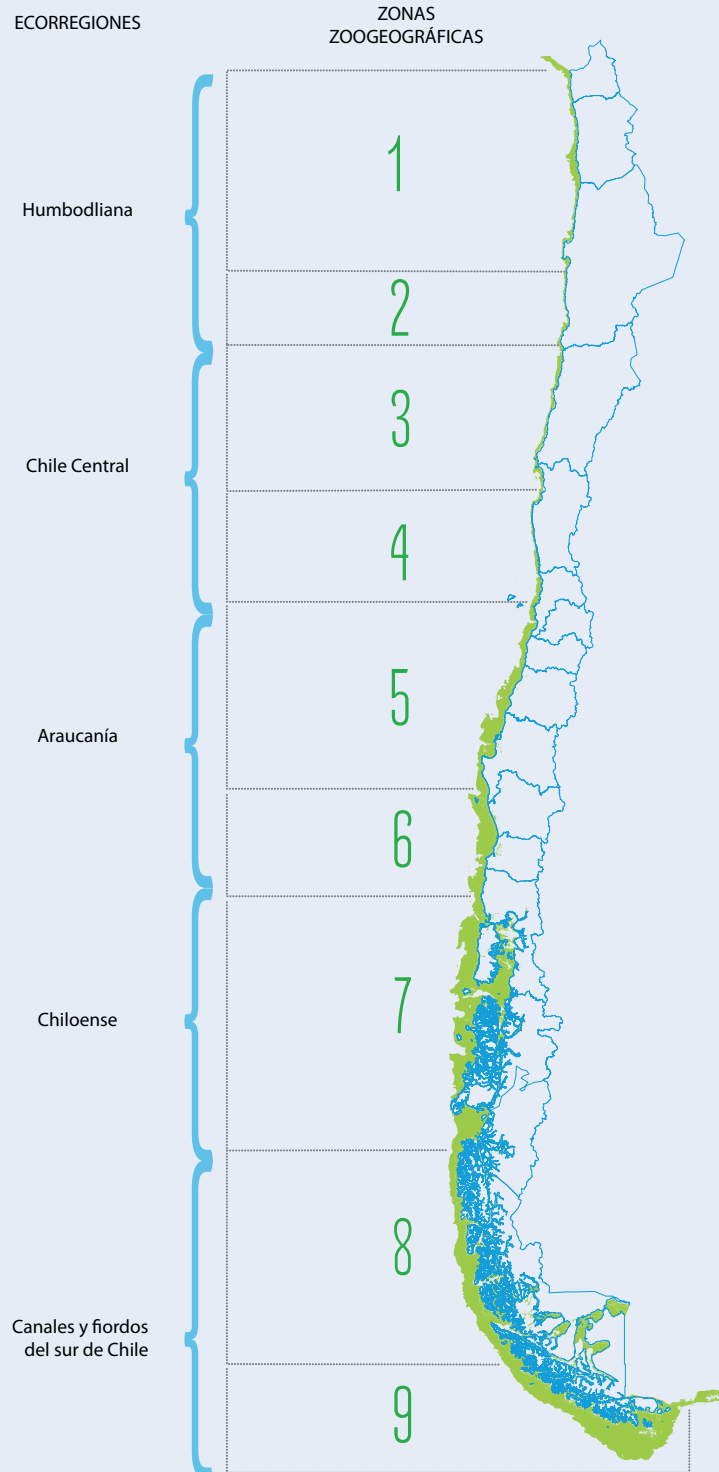 ECORREGIONES
ZONAS
ZOOGEOGRÁFICAS
1
Humbodliana
2
3
Chile Central
4
5
Araucanía
6
7
Chiloense
8
Canales y fiordos
del sur de Chile
9